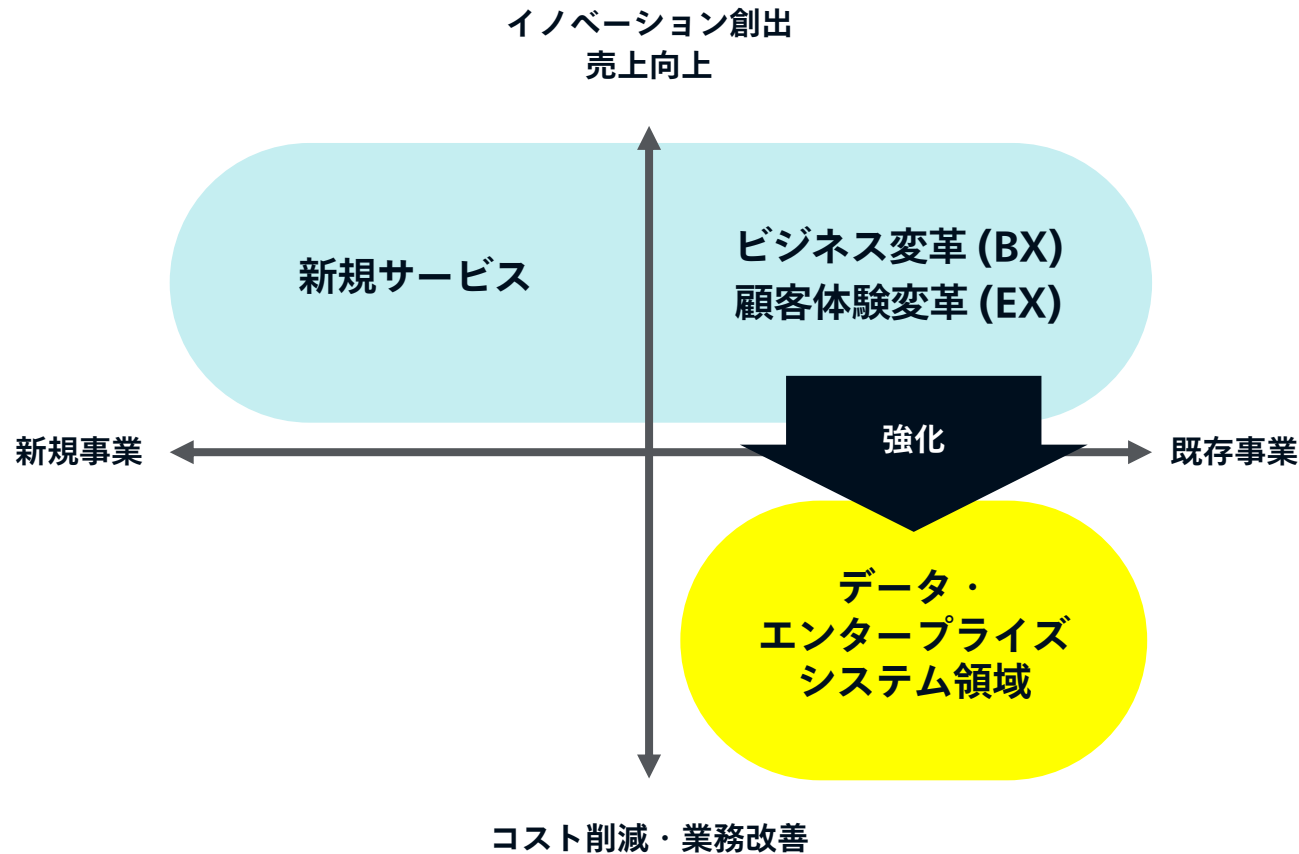 イノベーション創出
売上向上
新規サービス
ビジネス変革 (BX)
顧客体験変革 (EX)
強化
新規事業
既存事業
データ・
エンタープライズ
システム領域
コスト削減・業務改善